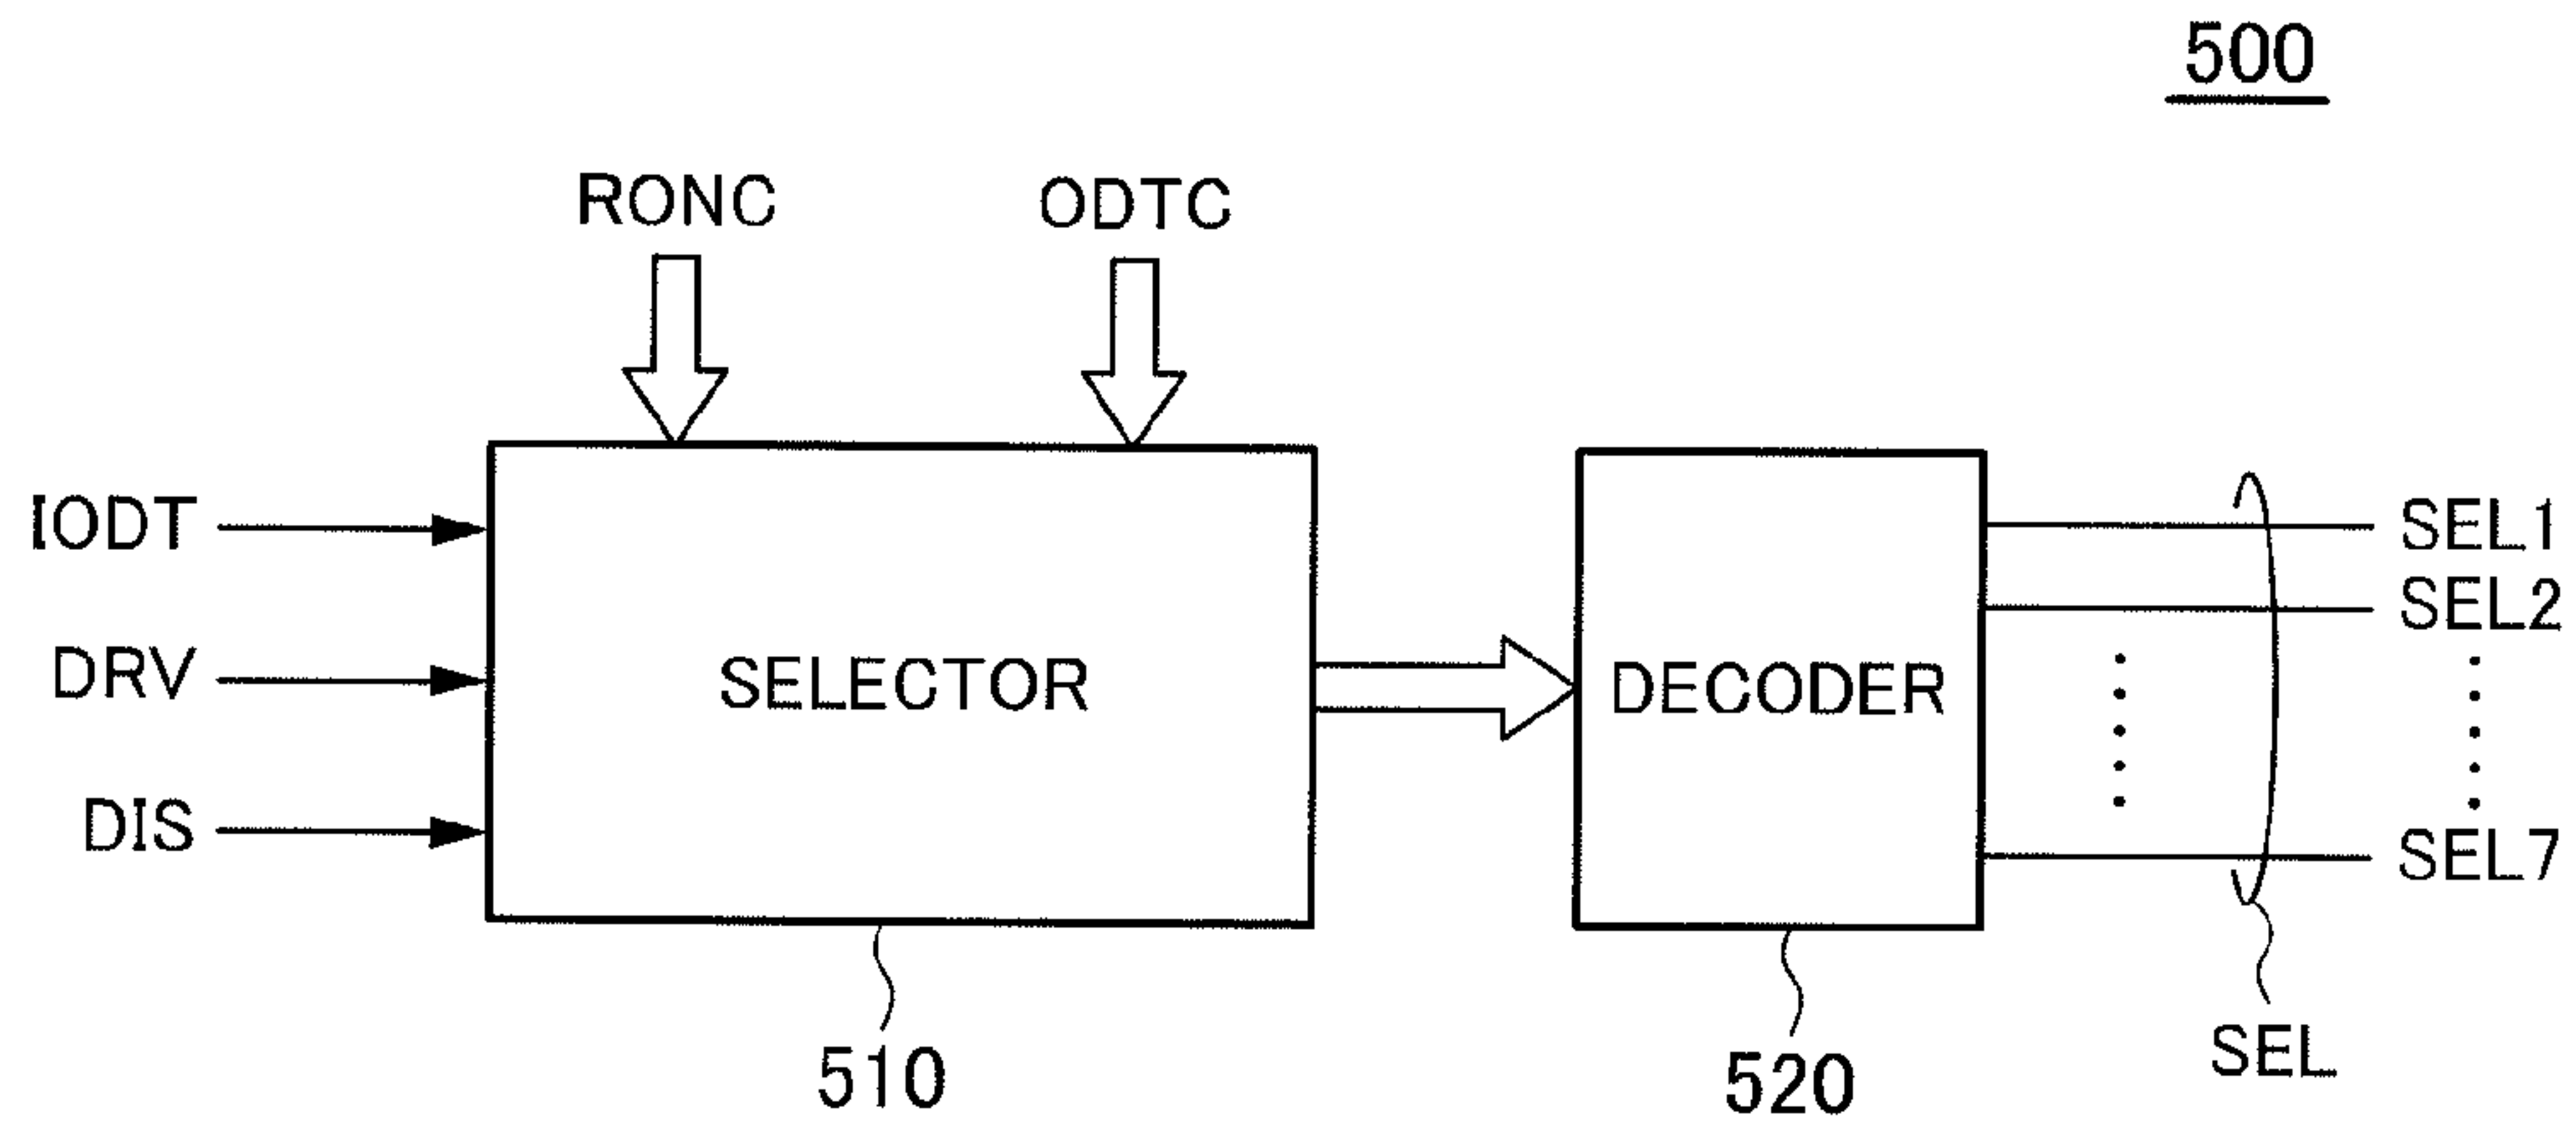 500
RONC
ODTC
IODT
DRV
DIS
SELECTOR
DECODER
SEL1
SEL2
SEL7
510
520
SEL